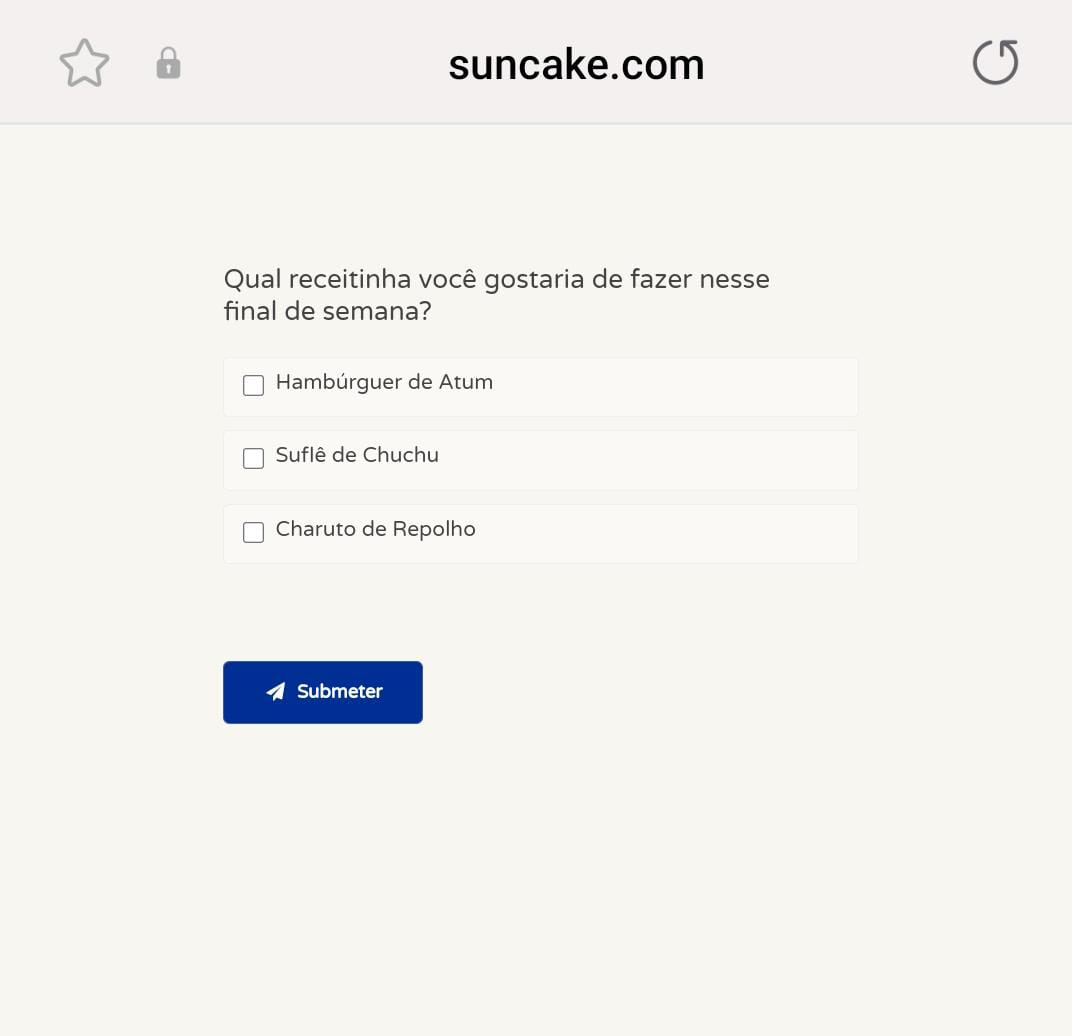 suncake.com
Qual receitinha você gostaria de fazer nesse
final de semana?
Hambúrguer de Atum
Suflê de Chuchu
Charuto de Repolho
Submeter